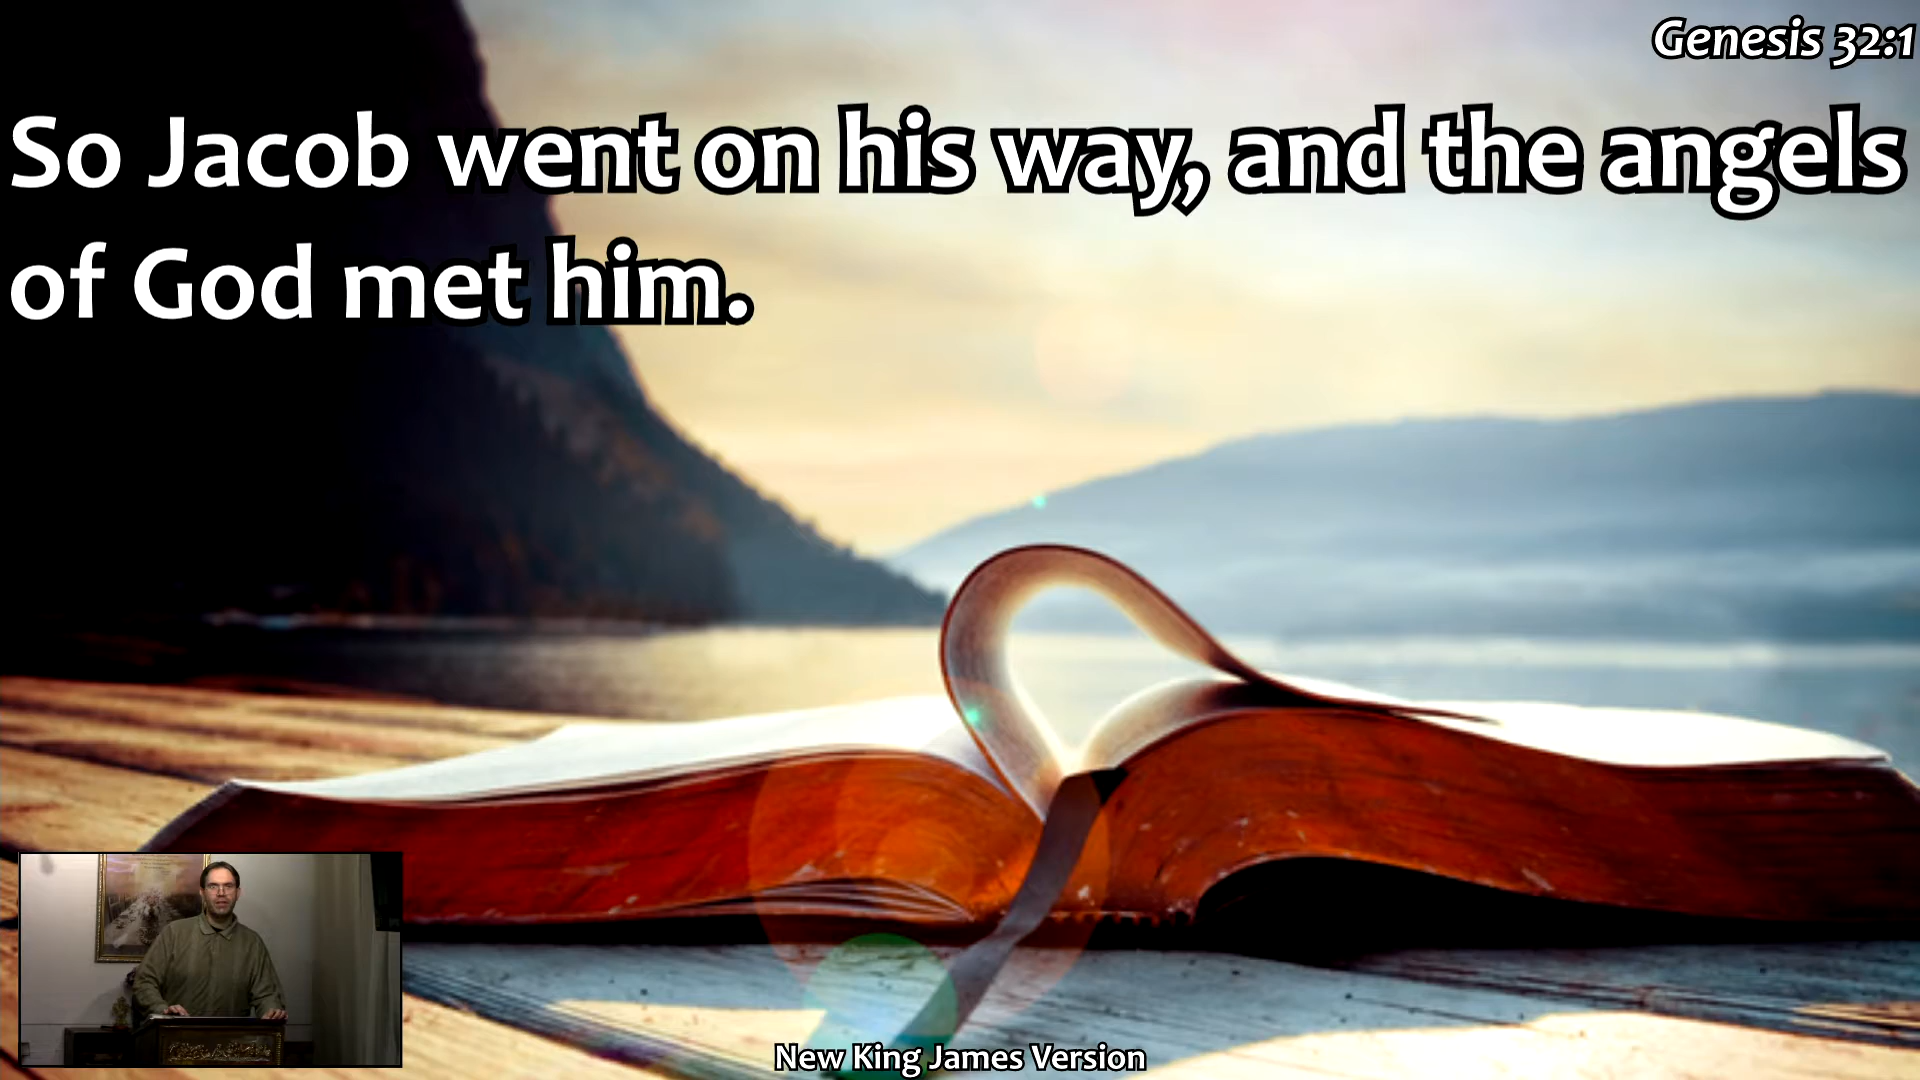 Genesis 32:1
So Jacob went on his way, and the angels
of God met him.
New King James Version